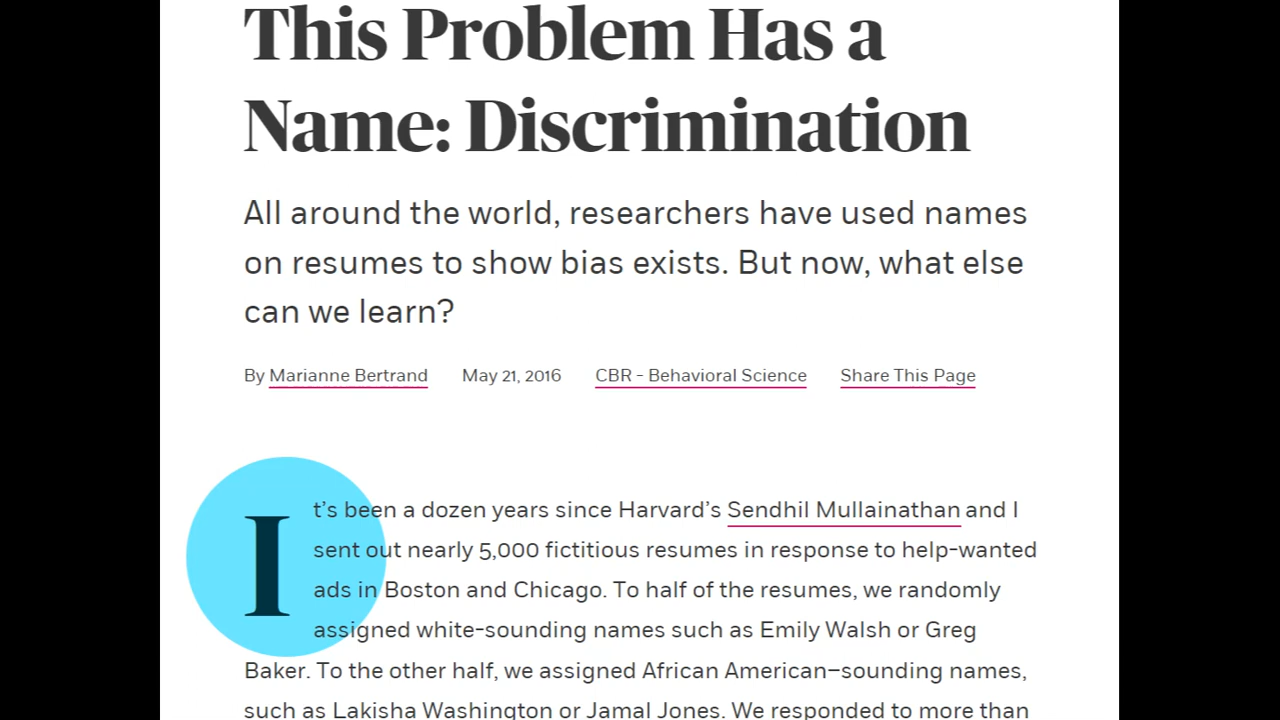 This Problem Has a
Name: Discrimination
All around the world, researchers have used names
on resumes to show bias exists. But now, what else
can we learn?
By Marianne Bertrand May 21, 2016 CBR - Behavioral Science Share This Page
It’s been a dozen years since Harvard’s Sendhil Mullainathan and I
sent out nearly 5,000 fictitious resumes in response to help-wanted
ads in Boston and Chicago. To half of the resumes, we randomly
assigned white-sounding names such as Emily Walsh or Greg
Baker. To the other half, we assigned African American–sounding names,
such as Lakisha Washington or Jamal Jones. We responded to more than